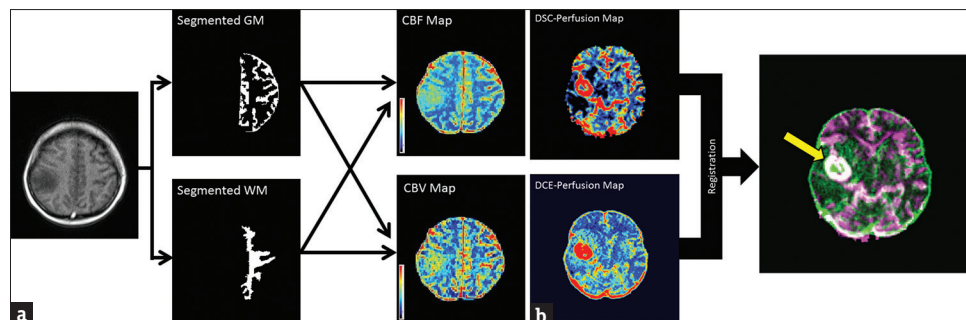 Segmented GM
CBF Map
DSC-Perfusion Map
Segmented WM
CBV Map
DCE-Perfusion Map
Registration
a
b